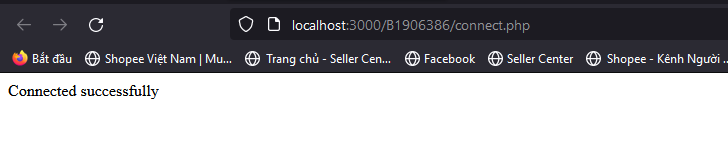 localhost:3000/B1906386/connect.php
Bắt đầu Shopee Việt Nam | Mu... Trang chủ - Seller Cen... Facebook Seller Center Shopee - Kênh Người ...
Connected successfully